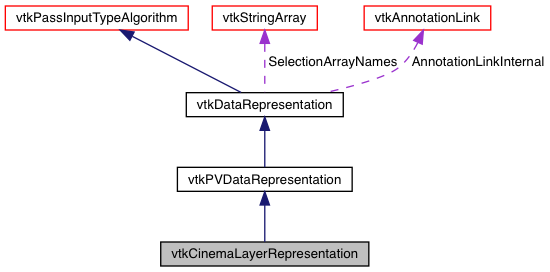 vtkPassInputTypeAlgorithm
vtkStringArray
vtkAnnotationLink
SelectionArrayNames
AnnotationLinkInternal
vtkDataRepresentation
vtkPVDataRepresentation
vtkCinemaLayerRepresentation